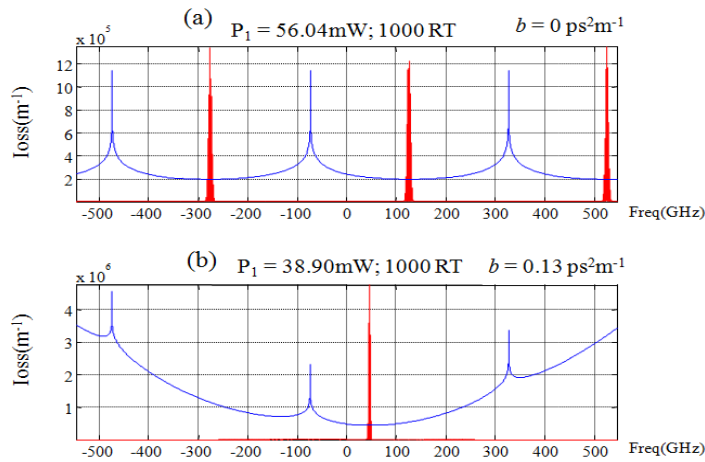 (a)
P₁ = 56.04mW; 1000 RT
b = 0 ps²m⁻¹
x 10⁵
12
10
8
6
4
2
loss(m⁻¹)
-500 -400 -300 -200 -100 0 100 200 300 400 500 Freq(GHz)
(b)
P₁ = 38.90mW; 1000 RT
b = 0.13 ps²m⁻¹
x 10⁶
4
3
2
1
loss(m⁻¹)
-500 -400 -300 -200 -100 0 100 200 300 400 500 Freq(GHz)